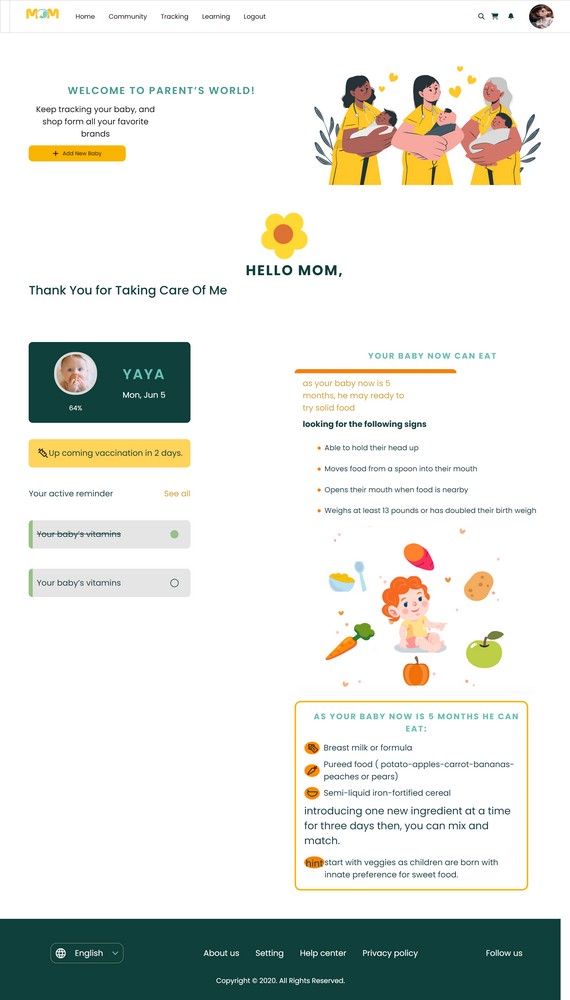 MOM
Home Community Tracking Learning Logout
WELCOME TO PARENT'S WORLD!
Keep tracking your baby, and
shop form all your favorite
brands
+ Add New Baby
HELLO MOM,
Thank You for Taking Care Of Me
YAYA
Mon, Jun 5
64%
Up coming vaccination in 2 days.
Your active reminder See all
Your baby's vitamins
Your baby's vitamins
YOUR BABY NOW CAN EAT
as your baby now is 5
months, he may ready to
try solid food
looking for the following signs
Able to hold their head up
Moves food from a spoon into their mouth
Opens their mouth when food is nearby
Weighs at least 13 pounds or has doubled their birth weigh
AS YOUR BABY NOW IS 5 MONTHS HE CAN
EAT:
Breast milk or formula
Pureed food ( potato-apples-carrot-bananas-
peaches or pears)
Semi-liquid iron-fortified cereal
introducing one new ingredient at a time
for three days then, you can mix and
match.
hint start with veggies as children are born with
innate preference for sweet food.
English
About us Setting Help center Privacy policy Follow us
Copyright © 2020. All Rights Reserved.